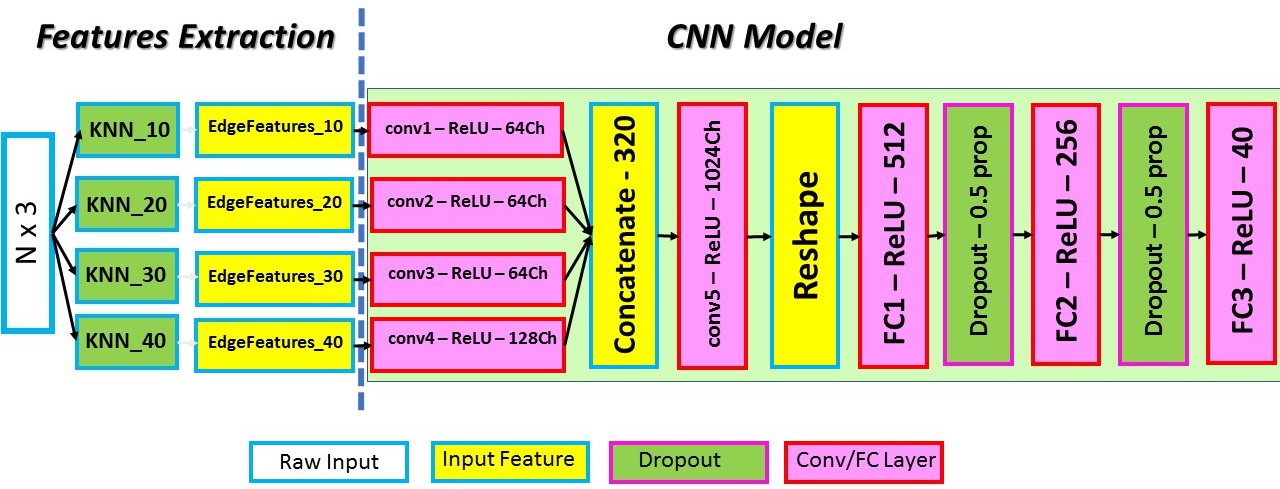 Features Extraction
CNN Model
N x 3
KNN_10
EdgeFeatures_10
conv1 – ReLU – 64Ch
KNN_20
EdgeFeatures_20
conv2 – ReLU – 64Ch
KNN_30
EdgeFeatures_30
conv3 – ReLU – 64Ch
KNN_40
EdgeFeatures_40
conv4 – ReLU – 128Ch
Concatenate - 320
conv5 – ReLU – 1024Ch
Reshape
FC1 – ReLU – 512
Dropout – 0.5 prop
FC2 – ReLU – 256
Dropout – 0.5 prop
FC3 – ReLU – 40
Raw Input
Input Feature
Dropout
Conv/FC Layer